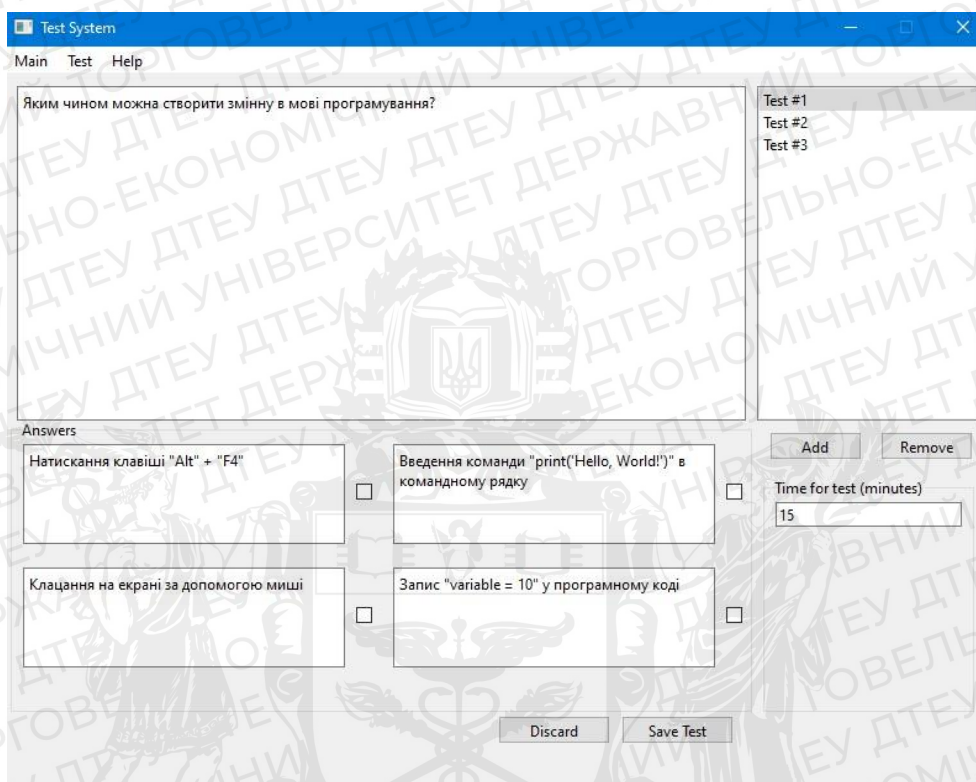 Test System
Main Test Help
Яким чином можна створити змінну в мові програмування?
Test #1
Test #2
Test #3
Answers
Натискання клавіші "Alt" + "F4"
Введення команди "print('Hello, World!')" в
командному рядку
Клацання на екрані за допомогою миші
Запис "variable = 10" у програмному коді
Add Remove
Time for test (minutes)
15
Discard Save Test